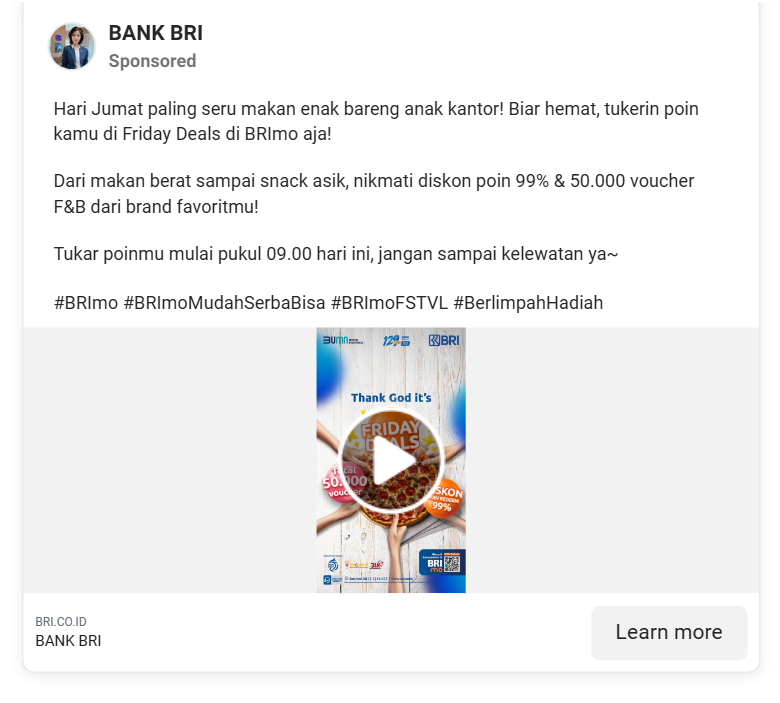 BANK BRI
Sponsored
Hari Jumat paling seru makan enak bareng anak kantor! Biar hemat, tukerin poin
kamu di Friday Deals di BRImo aja!
Dari makan berat sampai snack asik, nikmati diskon poin 99% & 50.000 voucher
F&B dari brand favoritmu!
Tukar poinmu mulai pukul 09.00 hari ini, jangan sampai kelewatan ya~
#BRImo #BRImoMudahSerbaBisa #BRImoFSTVL #BerlimpahHadiah
BUMN
BRI
Thank God it's
FRIDAY
DEALS
Total
50.000
voucher
99%
BRI
mo
BRI.CO.ID
BANK BRI
Learn more